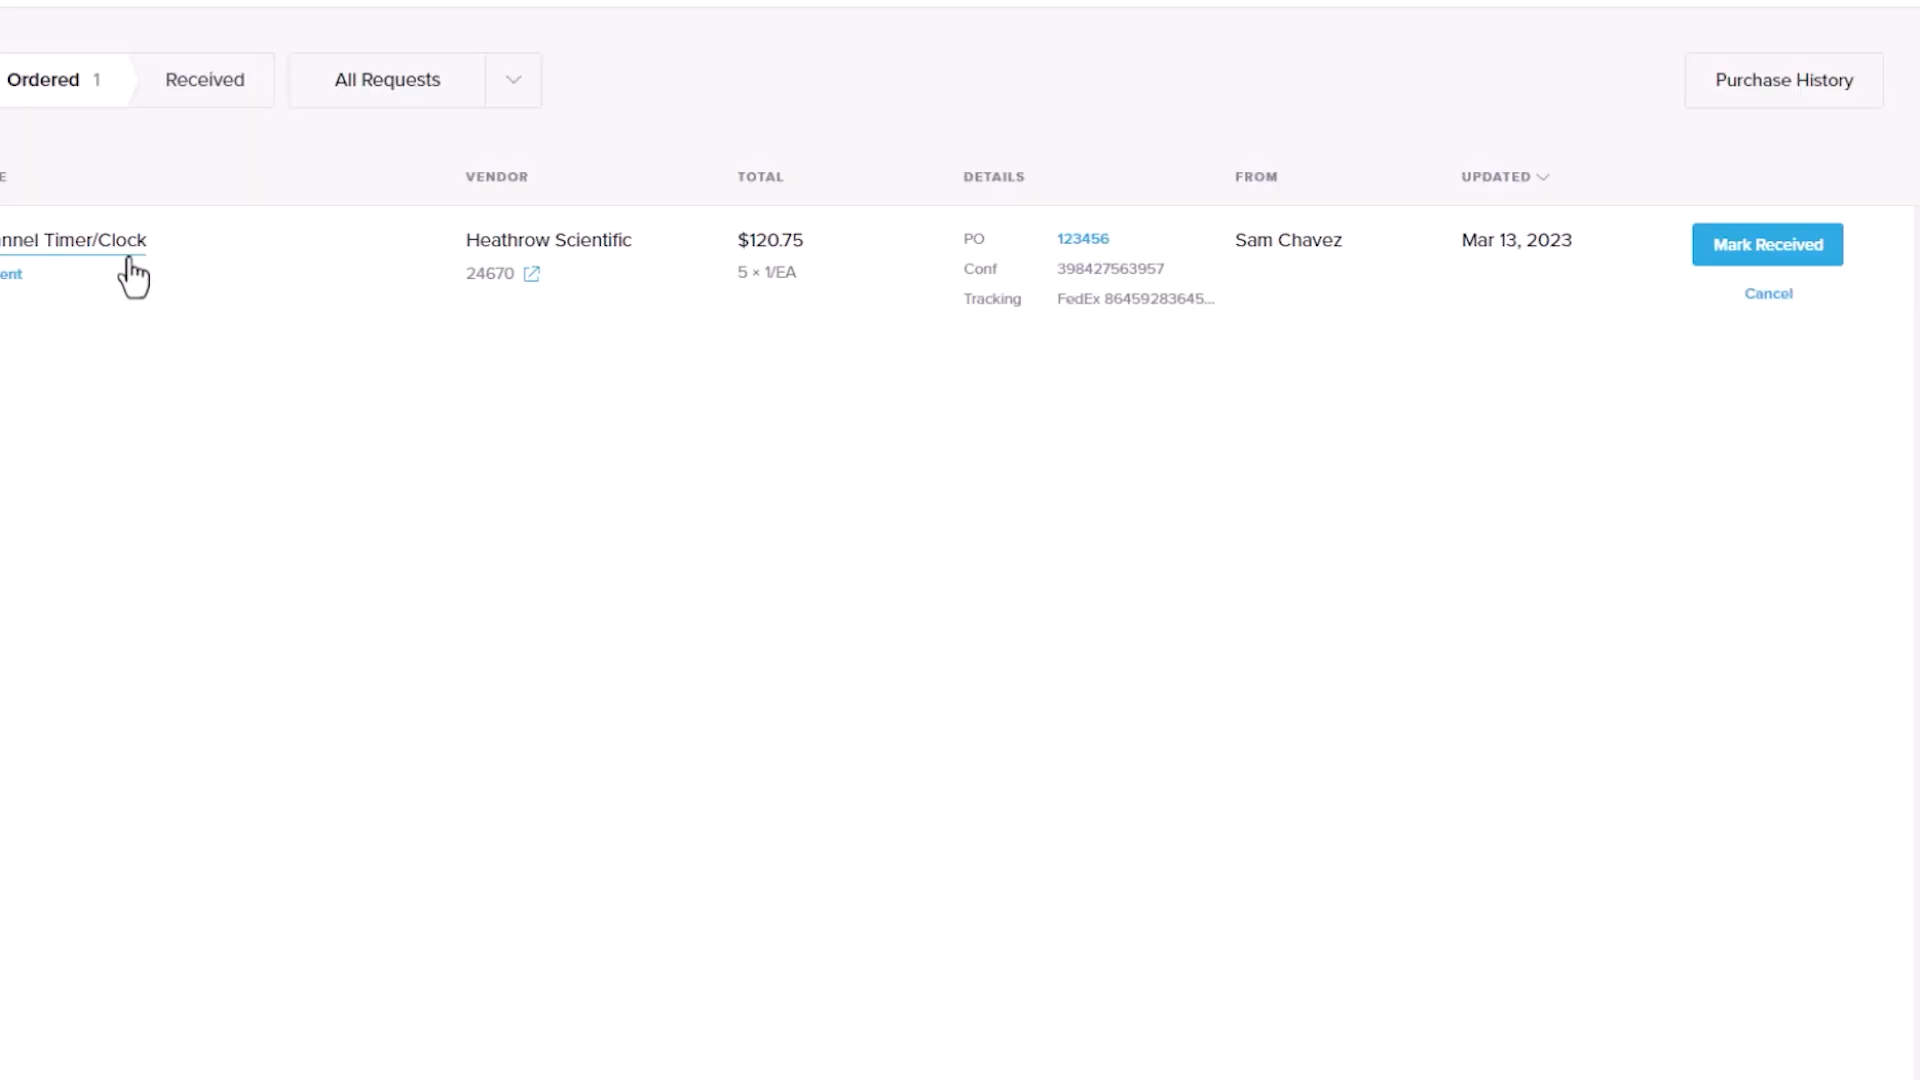 Ordered 1 Received All Requests Purchase History
E VENDOR TOTAL DETAILS FROM UPDATED
nnel Timer/Clock Heathrow Scientific $120.75 PO 123456 Sam Chavez Mar 13, 2023 Mark Received
ent 24670 5 × 1/EA Conf 398427563957
Tracking FedEx 86459283645... Cancel